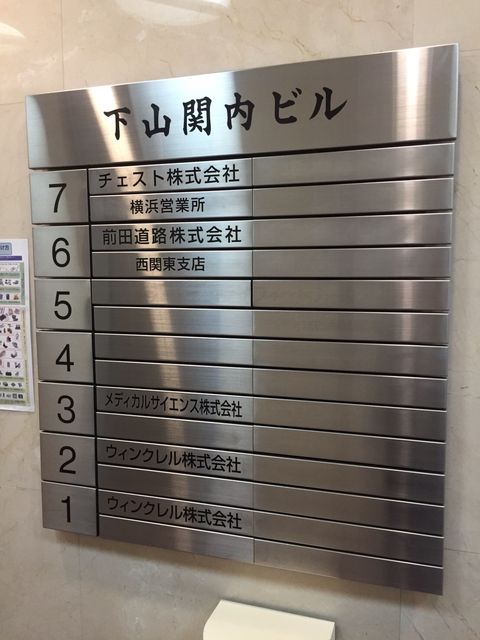 下山関内ビル
7 チェスト株式会社
横浜営業所
6 前田道路株式会社
西関東支店
5
4
3 メディカルサイエンス株式会社
2 ウィンクレル株式会社
1 ウィンクレル株式会社